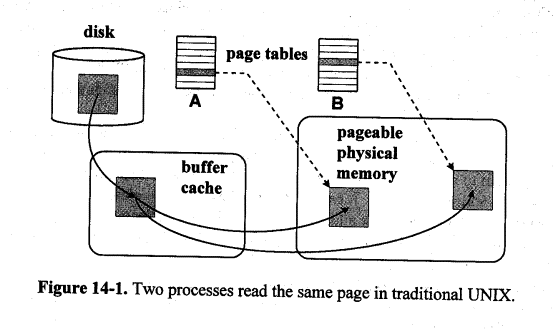 disk
page tables
A
B
pageable
physical
memory
buffer
cache
Figure 14-1. Two processes read the same page in traditional UNIX.